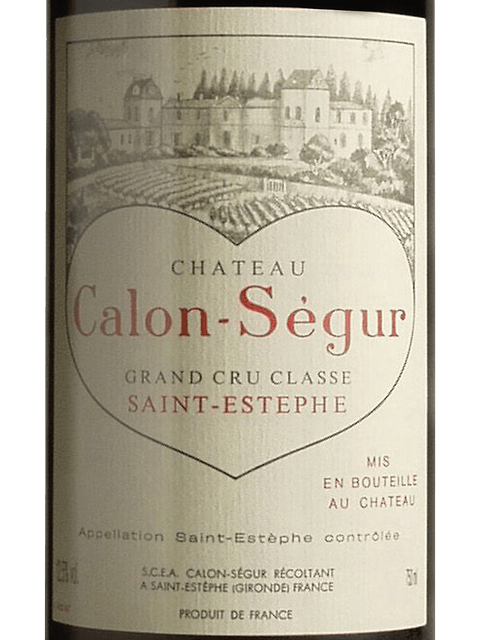 CHATEAU
Calon-Ségur
GRAND CRU CLASSE
SAINT-ESTEPHE
MIS
EN BOUTEILLE
AU CHATEAU
Appellation Saint-Estèphe contrôlée
S.C.E.A. CALON-SÉGUR RÉCOLTANT
A SAINT-ESTÈPHE (GIRONDE) FRANCE
PRODUIT DE FRANCE